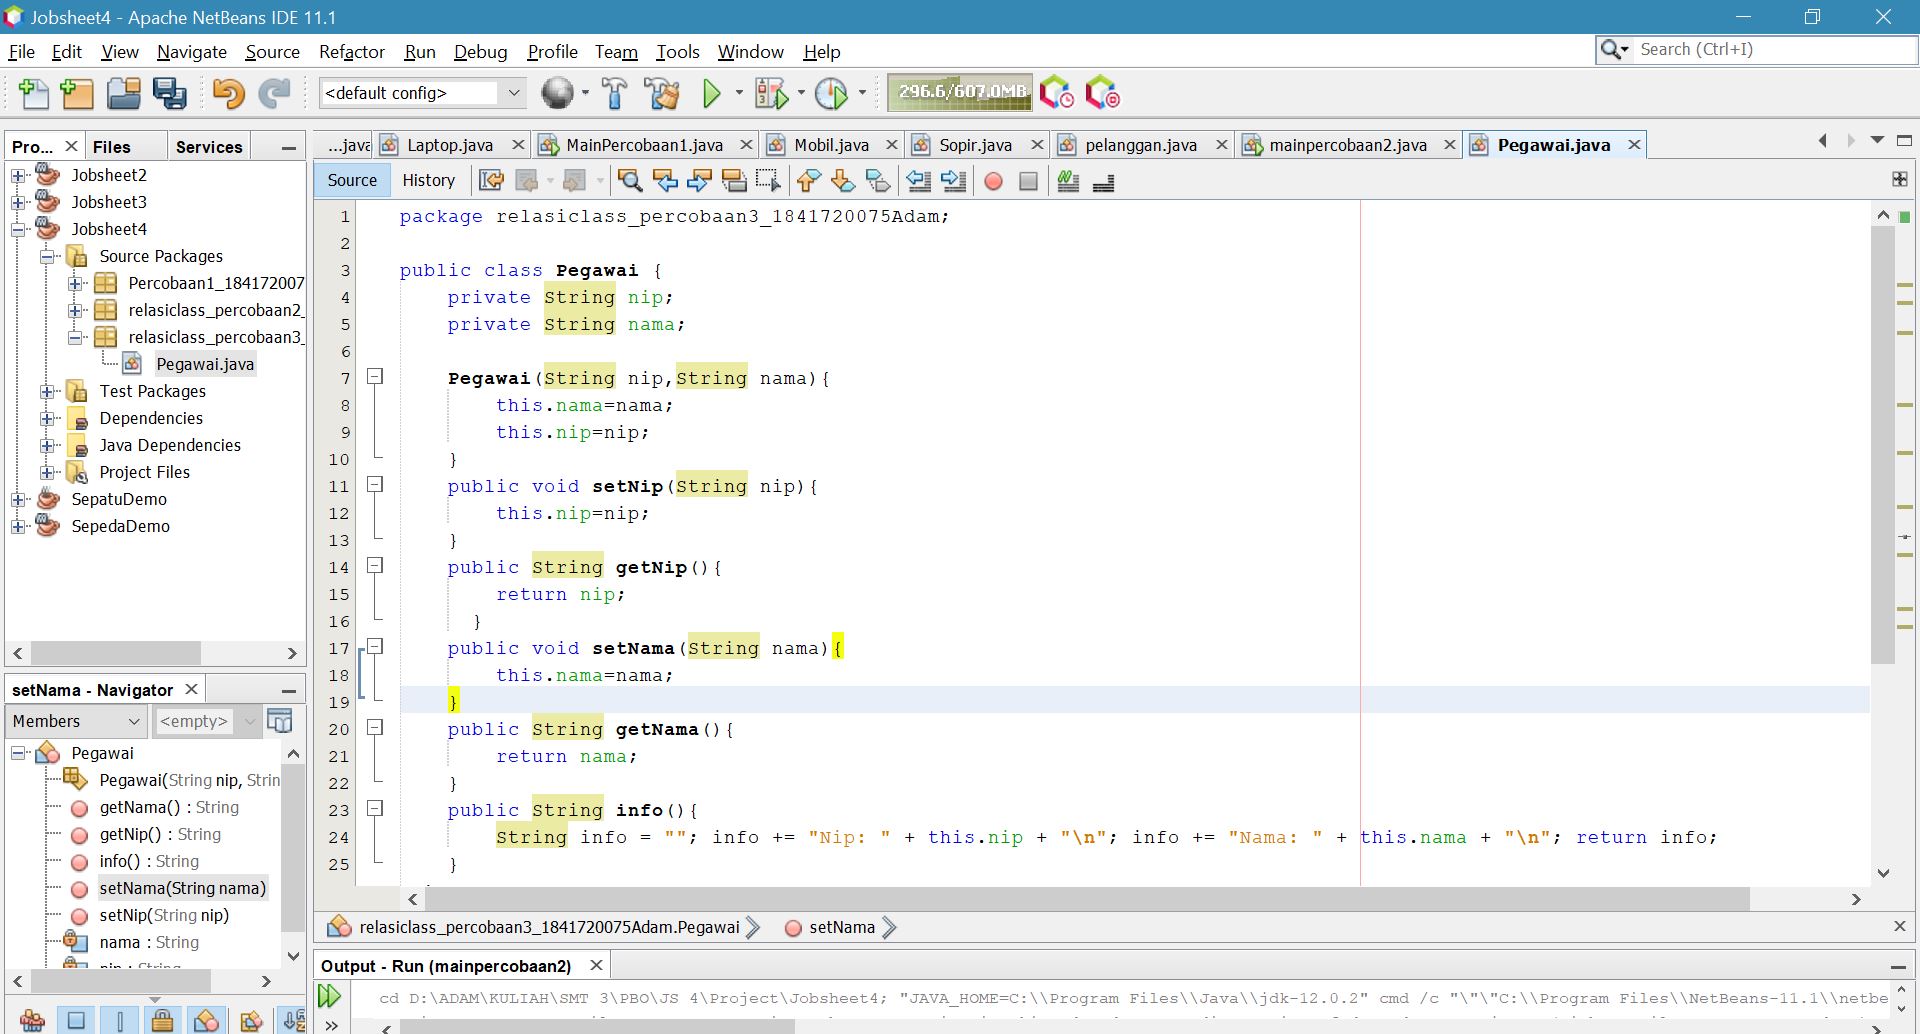 Jobsheet4 - Apache NetBeans IDE 11.1
File Edit View Navigate Source Refactor Run Debug Profile Team Tools Window Help
Search (Ctrl+I)
<default config>
296.6/607.0MB
Pro...
Files
Services
Jobsheet2
Jobsheet3
Jobsheet4
Source Packages
Percobaan1_184172007
relasiclass_percobaan2_
relasiclass_percobaan3_
Pegawai.java
Test Packages
Dependencies
Java Dependencies
Project Files
SepatuDemo
SepedaDemo
setNama - Navigator
Members
<empty>
Pegawai
Pegawai(String nip, Strin
getNama() : String
getNip() : String
info() : String
setNama(String nama)
setNip(String nip)
nama : String
nip : String
...java
Laptop.java
MainPercobaan1.java
Mobil.java
Sopir.java
pelanggan.java
mainpercobaan2.java
Pegawai.java
Source
History
1 package relasiclass_percobaan3_1841720075Adam;
2
3 public class Pegawai {
4 private String nip;
5 private String nama;
6
7 Pegawai(String nip,String nama){
8 this.nama=nama;
9 this.nip=nip;
10 }
11 public void setNip(String nip){
12 this.nip=nip;
13 }
14 public String getNip(){
15 return nip;
16 }
17 public void setNama(String nama){
18 this.nama=nama;
19 }
20 public String getNama(){
21 return nama;
22 }
23 public String info(){
24 String info = ""; info += "Nip: " + this.nip + "\n"; info += "Nama: " + this.nama + "\n"; return info;
25 }
relasiclass_percobaan3_1841720075Adam.Pegawai
setNama
Output - Run (mainpercobaan2)
cd D:\ADAM\KULIAH\SMT 3\PBO\JS 4\Project\Jobsheet4; "JAVA_HOME=C:\\Program Files\\Java\\jdk-12.0.2" cmd /c "\"\"C:\\Program Files\\NetBeans-11.1\\netbe